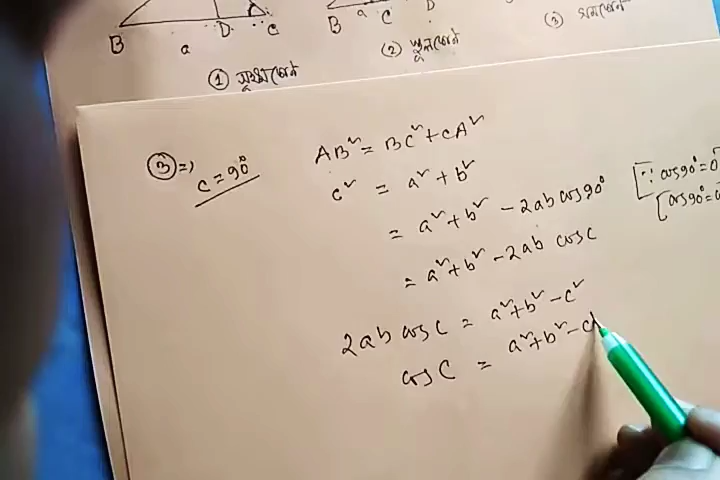 B a D C
B a C D
① সূক্ষ্মকোণ
② স্থূলকোণ
③ সমকোণ
③ ⇒ C = 90°
AB² = BC² + CA²
c² = a² + b²
= a² + b² - 2ab cos90° [∵ cos90° = 0
[cos90° =
= a² + b² - 2ab cosC
2ab cosC = a² + b² - c²
cosC = a² + b² - c